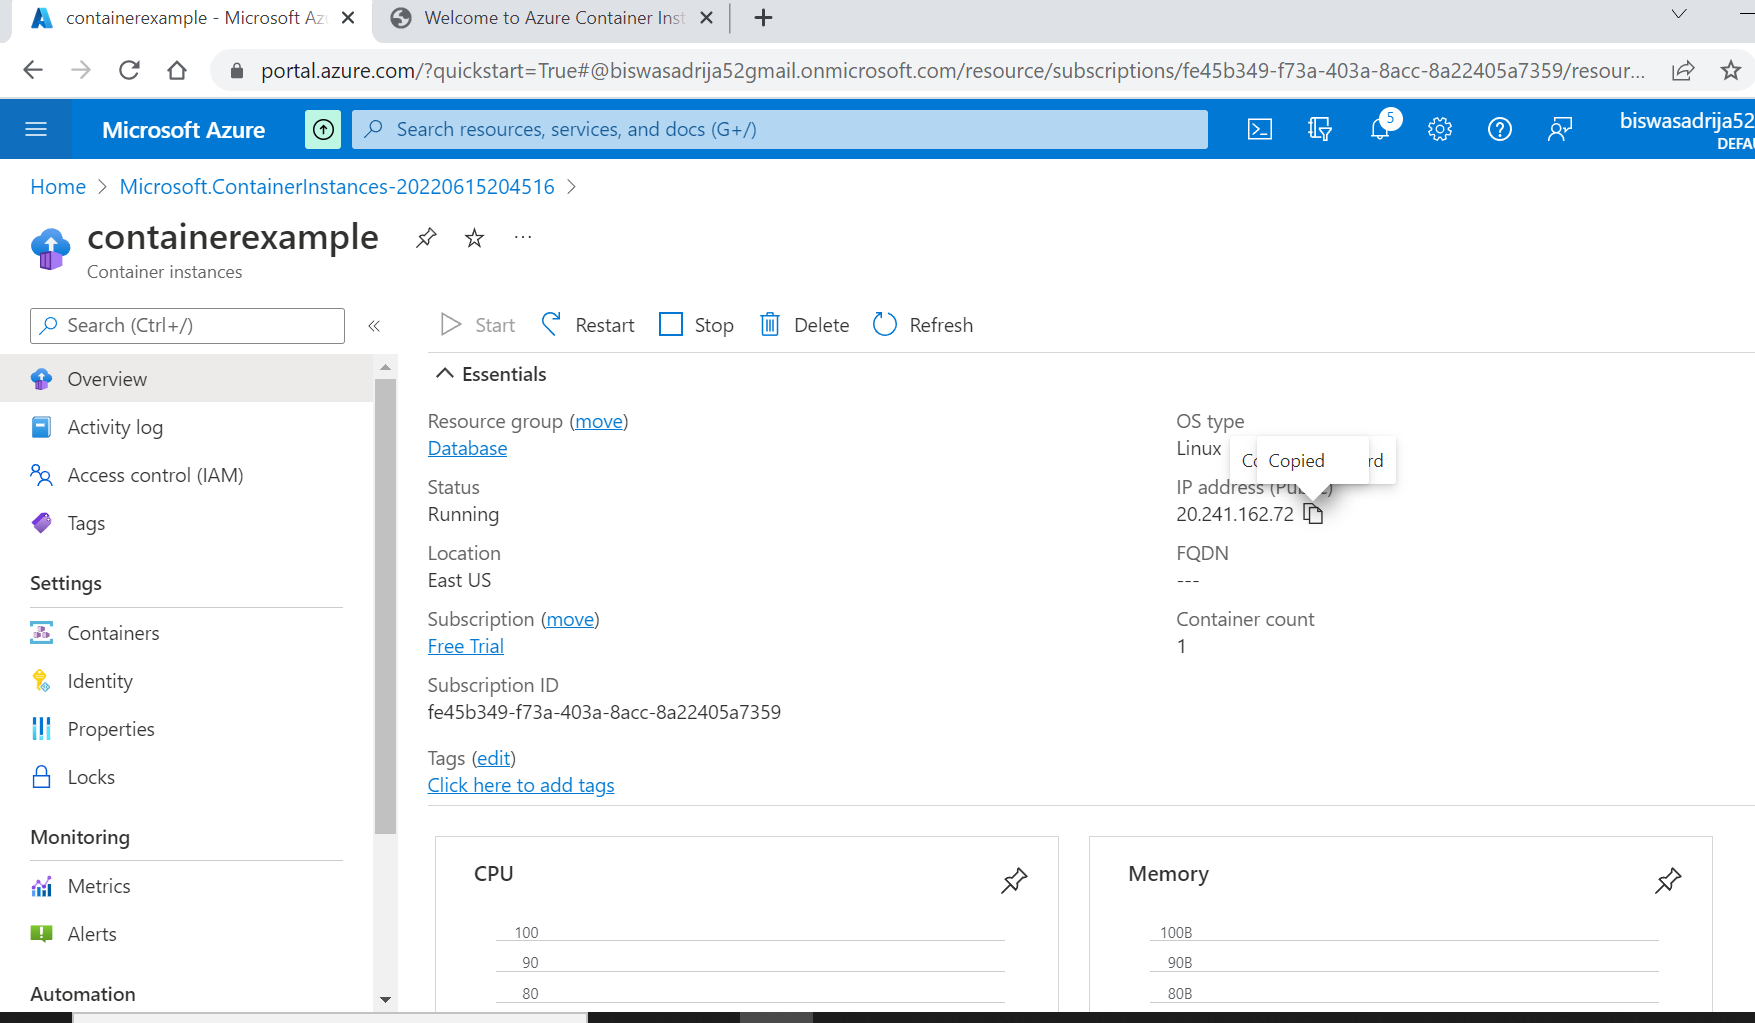 containerexample - Microsoft Az
Welcome to Azure Container Inst
portal.azure.com/?quickstart=True#@biswasadrija52gmail.onmicrosoft.com/resource/subscriptions/fe45b349-f73a-403a-8acc-8a22405a7359/resour...
Microsoft Azure
Search resources, services, and docs (G+/)
5
biswasadrija52
DEFAU
Home > Microsoft.ContainerInstances-20220615204516 >
containerexample
...
Container instances
Search (Ctrl+/)
«
Start
Restart
Stop
Delete
Refresh
Overview
Activity log
Access control (IAM)
Tags
Settings
Containers
Identity
Properties
Locks
Monitoring
Metrics
Alerts
Automation
Essentials
Resource group (move)
Database
Status
Running
Location
East US
Subscription (move)
Free Trial
Subscription ID
fe45b349-f73a-403a-8acc-8a22405a7359
Tags (edit)
Click here to add tags
OS type
Linux
Copied
rd
IP address
20.241.162.72
FQDN
---
Container count
1
CPU
100
90
80
Memory
100B
90B
80B